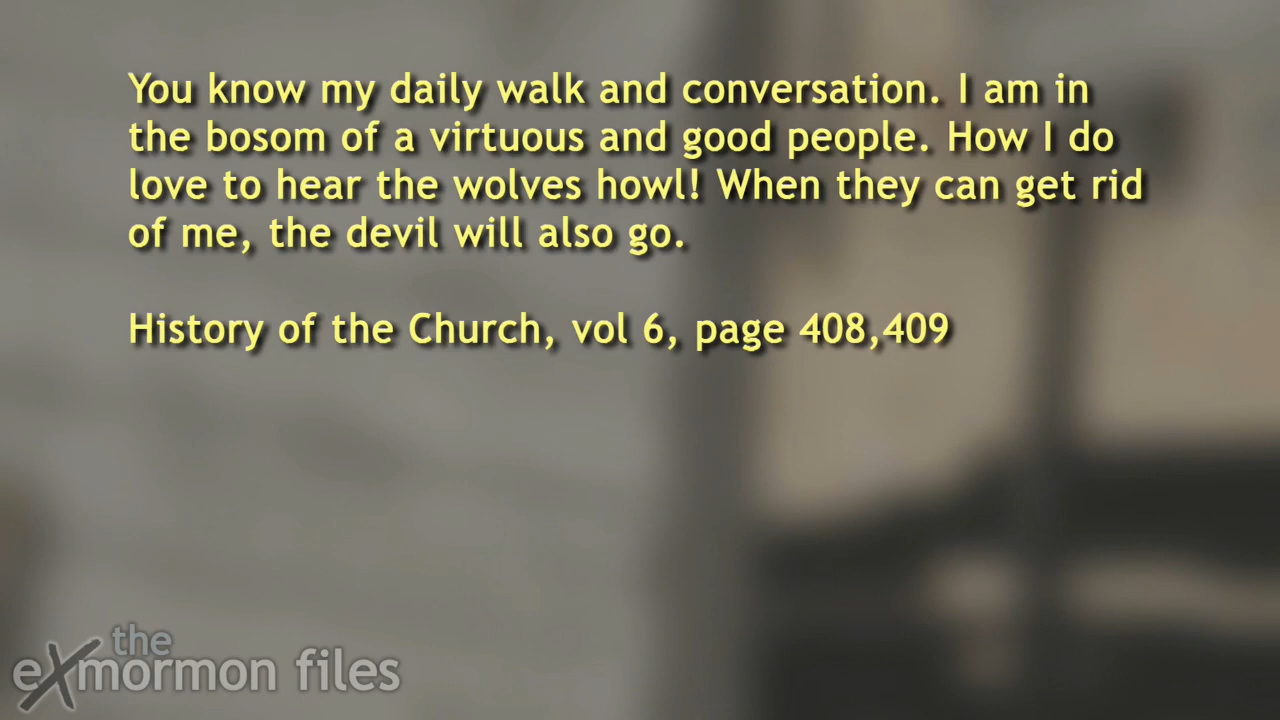 You know my daily walk and conversation. I am in
the bosom of a virtuous and good people. How I do
love to hear the wolves howl! When they can get rid
of me, the devil will also go.
History of the Church, vol 6, page 408,409
the
exmormon files